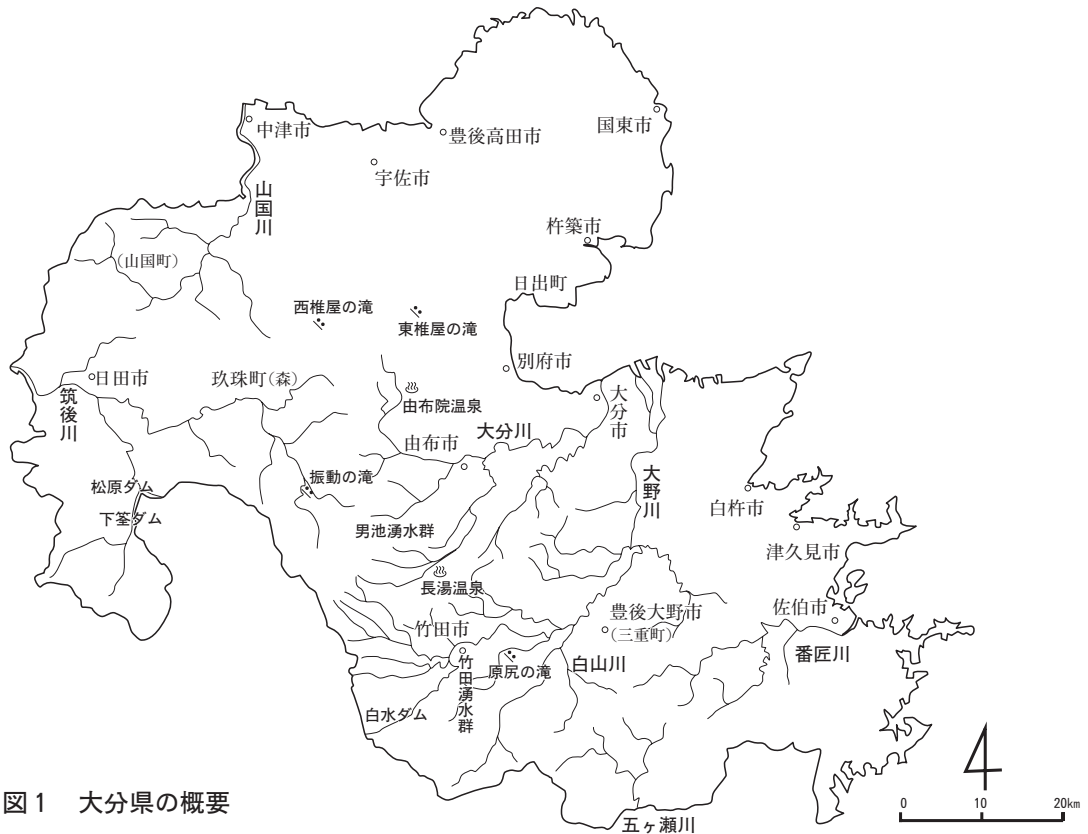 中津市
豊後高田市
国東市
宇佐市
山国川
杵築市
(山国町)
日出町
西椎屋の滝
東椎屋の滝
別府市
日田市
玖珠町(森)
筑後川
由布院温泉
大分市
大分川
由布市
大野川
振動の滝
松原ダム
下筌ダム
臼杵市
男池湧水群
津久見市
長湯温泉
豊後大野市
(三重町)
佐伯市
竹田市
番匠川
竹田湧水群
原尻の滝
白山川
白水ダム
図1 大分県の概要
五ヶ瀬川
0 10 20km